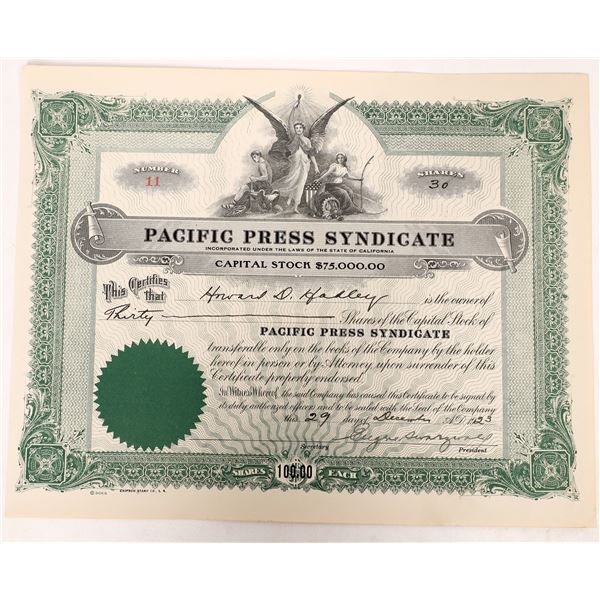 NUMBER
11
SHARES
30
PACIFIC PRESS SYNDICATE
INCORPORATED UNDER THE LAWS OF THE STATE OF CALIFORNIA
CAPITAL STOCK $75,000.00
This Certifies that Howard D. Hadley is the owner of
Thirty Shares of the Capital Stock of
PACIFIC PRESS SYNDICATE
transferable only on the books of the Company by the holder
hereof in person or by Attorney upon surrender of this
Certificate properly endorsed.
In Witness Whereof, the said Company has caused this Certificate to be signed by
its duly authorized officers and to be sealed with the Seal of the Company
this 29 day of December A.D. 1923
Secretary
President
SHARES 100.00 EACH
STAMP CO., L. A.